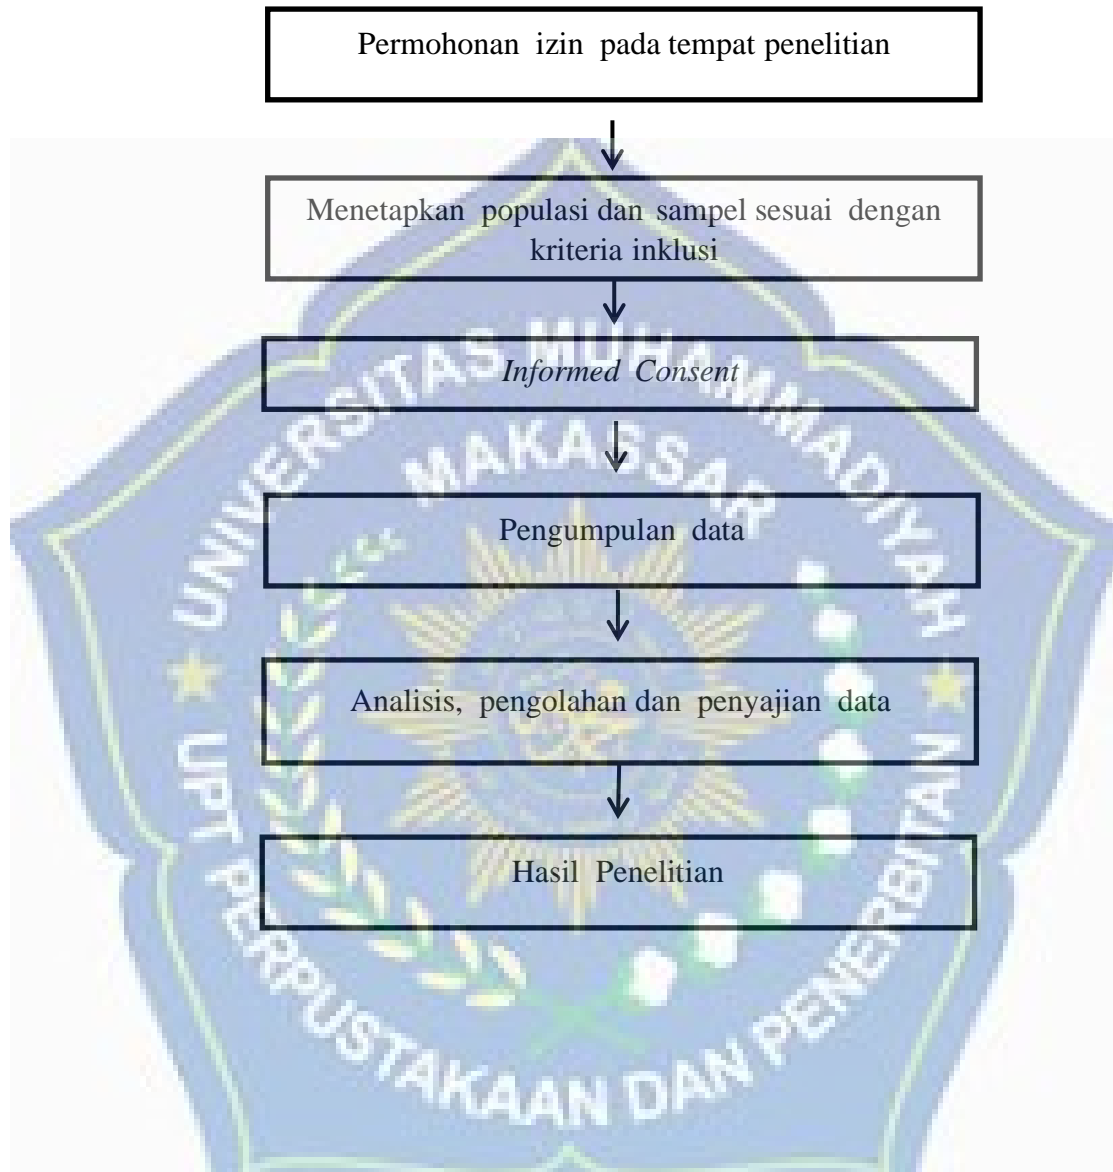 Permohonan izin pada tempat penelitian
Menetapkan populasi dan sampel sesuai dengan
kriteria inklusi
Informed Consent
Pengumpulan data
Analisis, pengolahan dan penyajian data
Hasil Penelitian
UNIVERSITAS MUHAMMADIYAH
MAKASSAR
UPT PERPUSTAKAAN DAN PENERBITAN